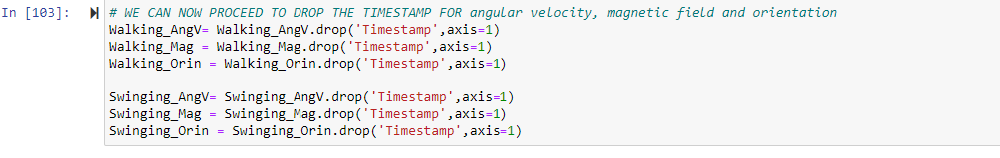 In [103]:
# WE CAN NOW PROCEED TO DROP THE TIMESTAMP FOR angular velocity, magnetic field and orientation
Walking_AngV= Walking_AngV.drop('Timestamp',axis=1)
Walking_Mag = Walking_Mag.drop('Timestamp',axis=1)
Walking_Orin = Walking_Orin.drop('Timestamp',axis=1)

Swinging_AngV= Swinging_AngV.drop('Timestamp',axis=1)
Swinging_Mag = Swinging_Mag.drop('Timestamp',axis=1)
Swinging_Orin = Swinging_Orin.drop('Timestamp',axis=1)